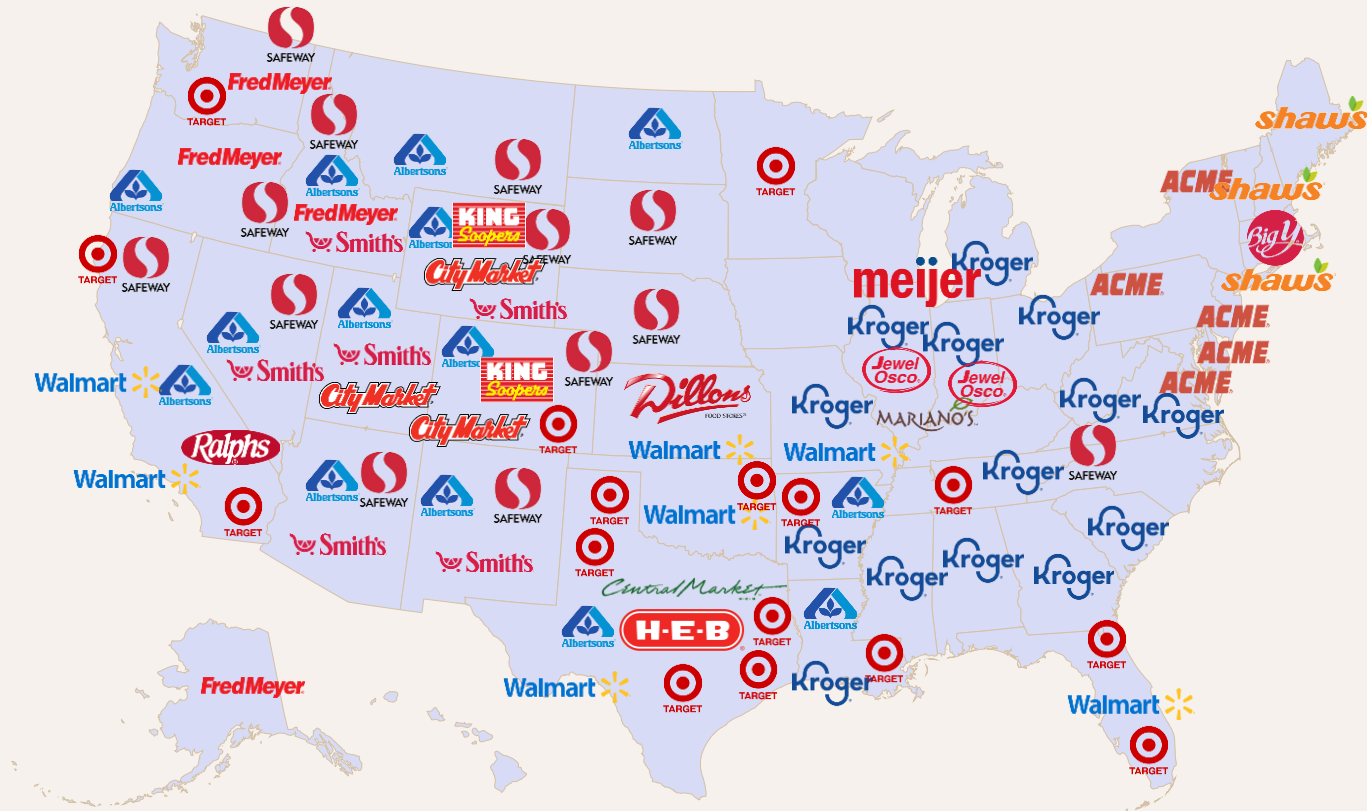 SAFEWAY
FredMeyer
TARGET
SAFEWAY
shaws
Albertsons
Albertsons
SAFEWAY
TARGET
FredMeyer
Albertsons
Albertsons
SAFEWAY
ACME
shaws
FredMeyer
Smith's
Albertso
KING
Soopers
SAFEWAY
SAFEWAY
Big Y
TARGET
SAFEWAY
City Market
meijer
Kroger
shaws
ACME
SAFEWAY
Albertsons
Smith's
SAFEWAY
Kroger
Kroger
Kroger
ACME
Albertsons
Smith's
Smith's
Alberts
KING
Soopers
SAFEWAY
Jewel
Osco
Jewel
Osco
ACME
Walmart
Albertsons
City Market
Dillons
FOOD STORES
Kroger
MARIANO'S
Kroger
ACME
Kroger
Ralphs
City Market
TARGET
Walmart
Walmart
SAFEWAY
Walmart
Albertsons
SAFEWAY
Albertsons
SAFEWAY
TARGET
TARGET
TARGET
Albertsons
TARGET
Kroger
TARGET
Walmart
Smith's
Smith's
TARGET
Kroger
Kroger
Kroger
Kroger
Kroger
Central Market
Albertsons
H-E-B
TARGET
Albertsons
TARGET
TARGET
FredMeyer
Walmart
TARGET
TARGET
Kroger
Walmart
TARGET